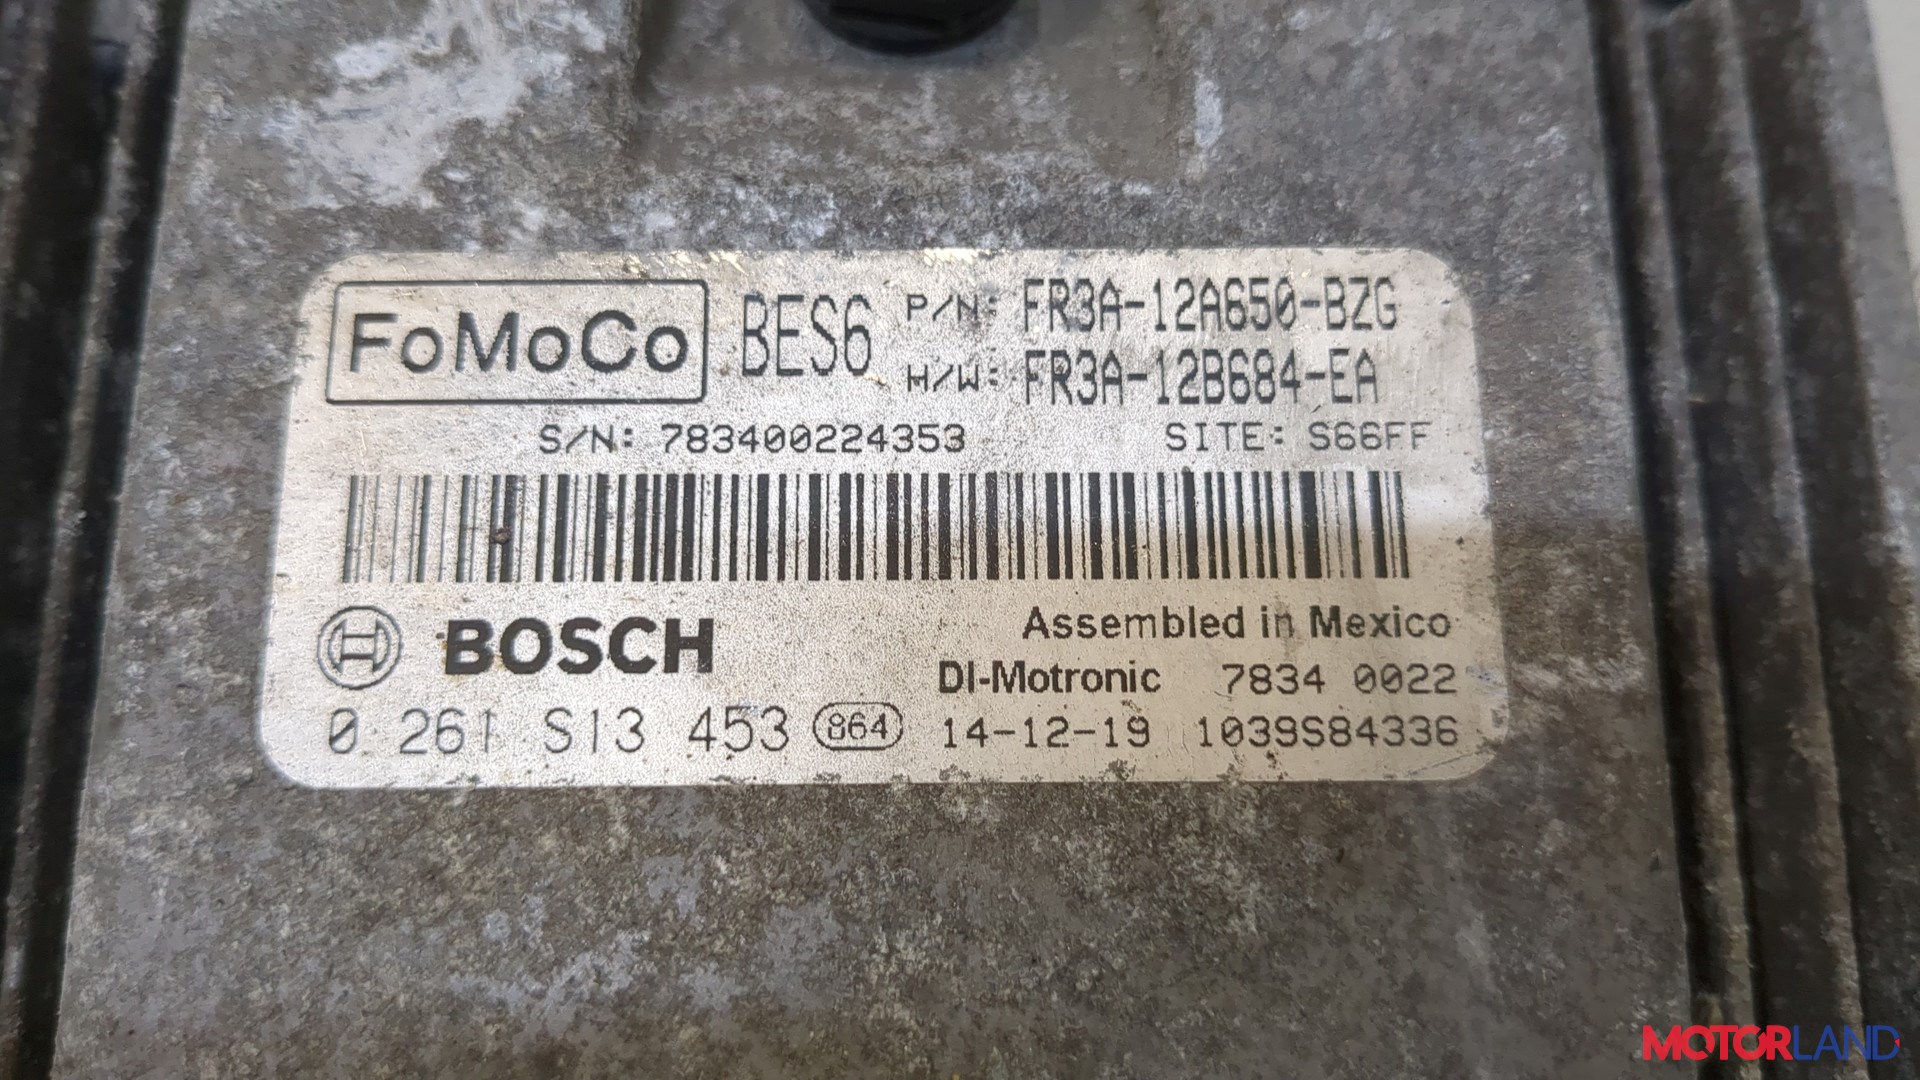 FoMoCo BES6 P/N: FR3A-12A650-BZG
H/W: FR3A-12B684-EA
S/N: 783400224353 SITE: S66FF
BOSCH Assembled in Mexico
DI-Motronic 7834 0022
0 261 S13 453 864 14-12-19 1039S84336
MOTORLAND